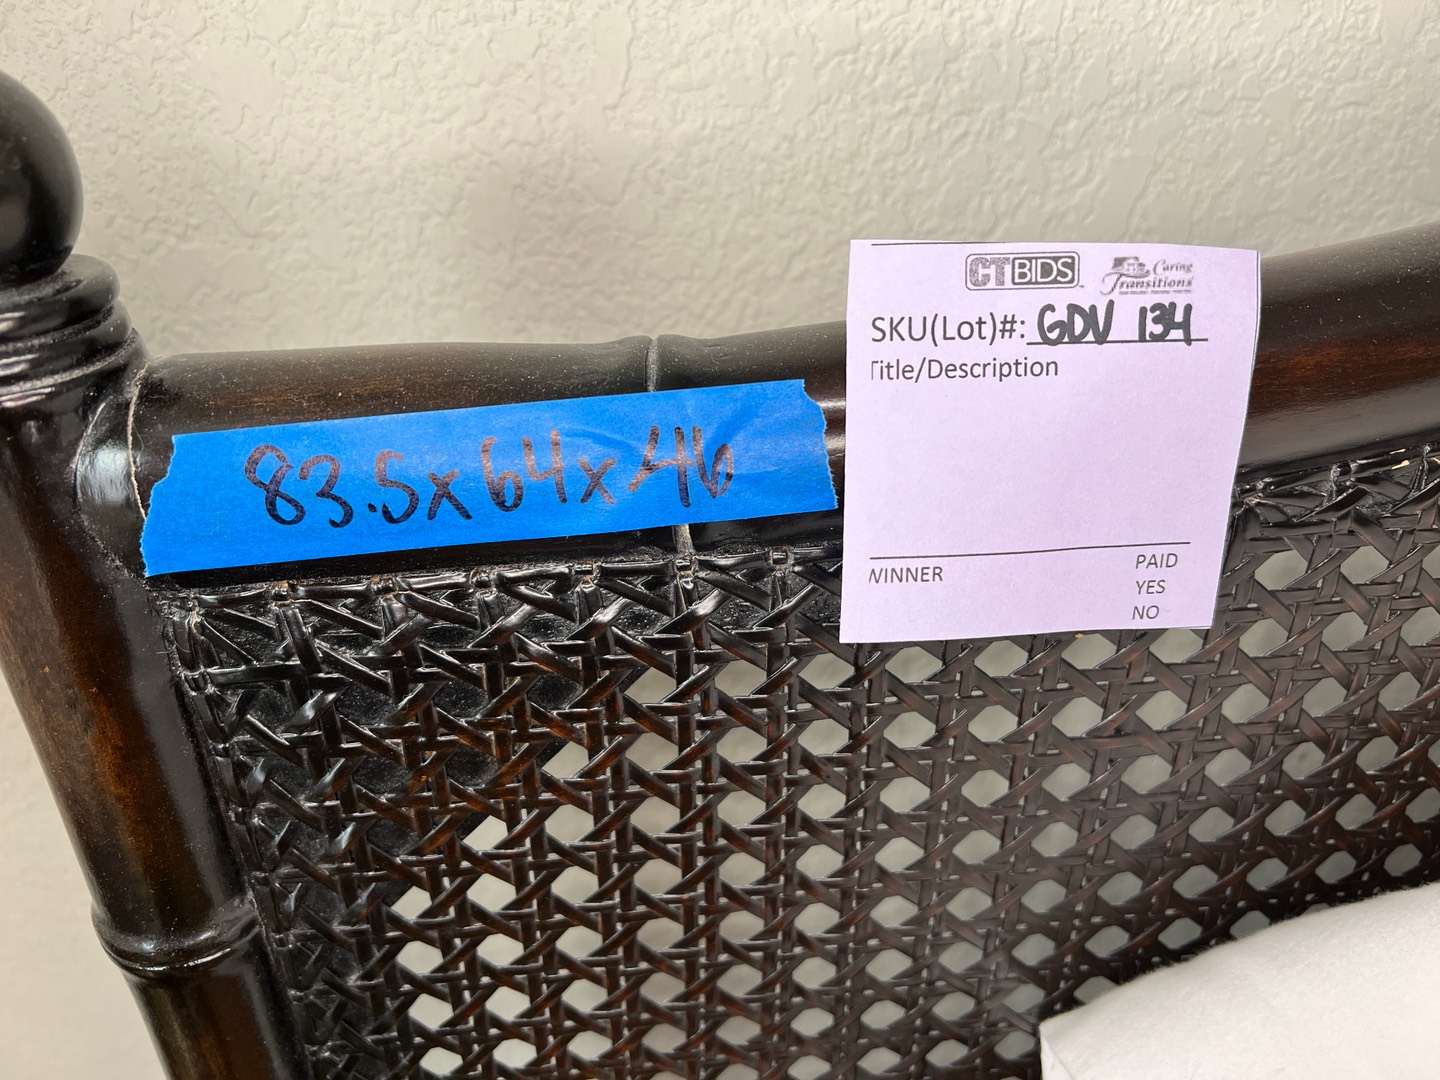 83.5x64x46
CTBIDS
Caring
Transitions
SKU(Lot)#: GDV 134
Title/Description
WINNER
PAID
YES
NO